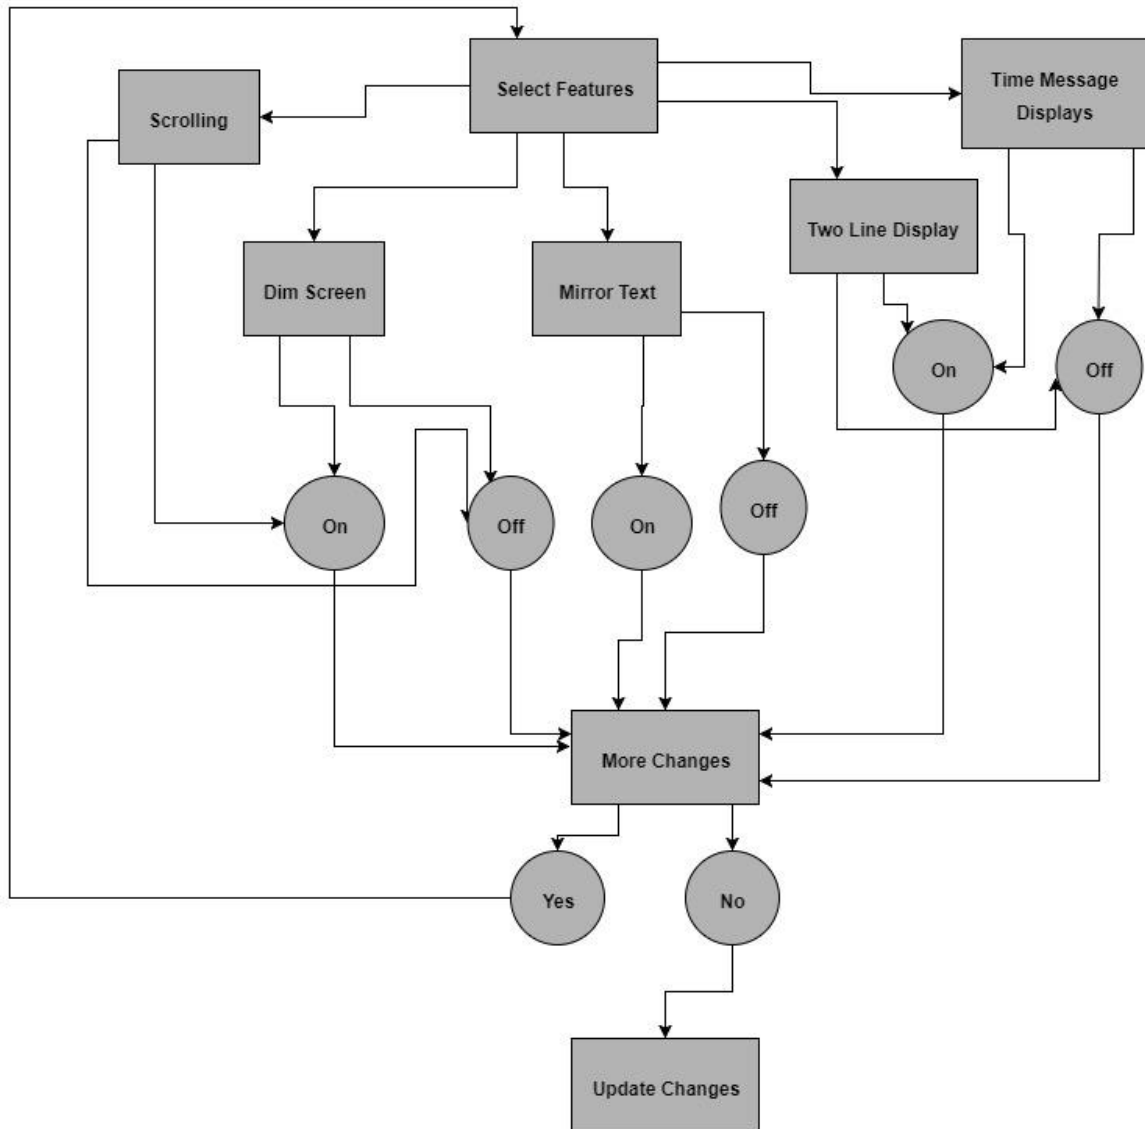 Select Features
Time Message
Displays
Scrolling
Two Line Display
Dim Screen
Mirror Text
On
Off
On
Off
On
Off
More Changes
Yes
No
Update Changes